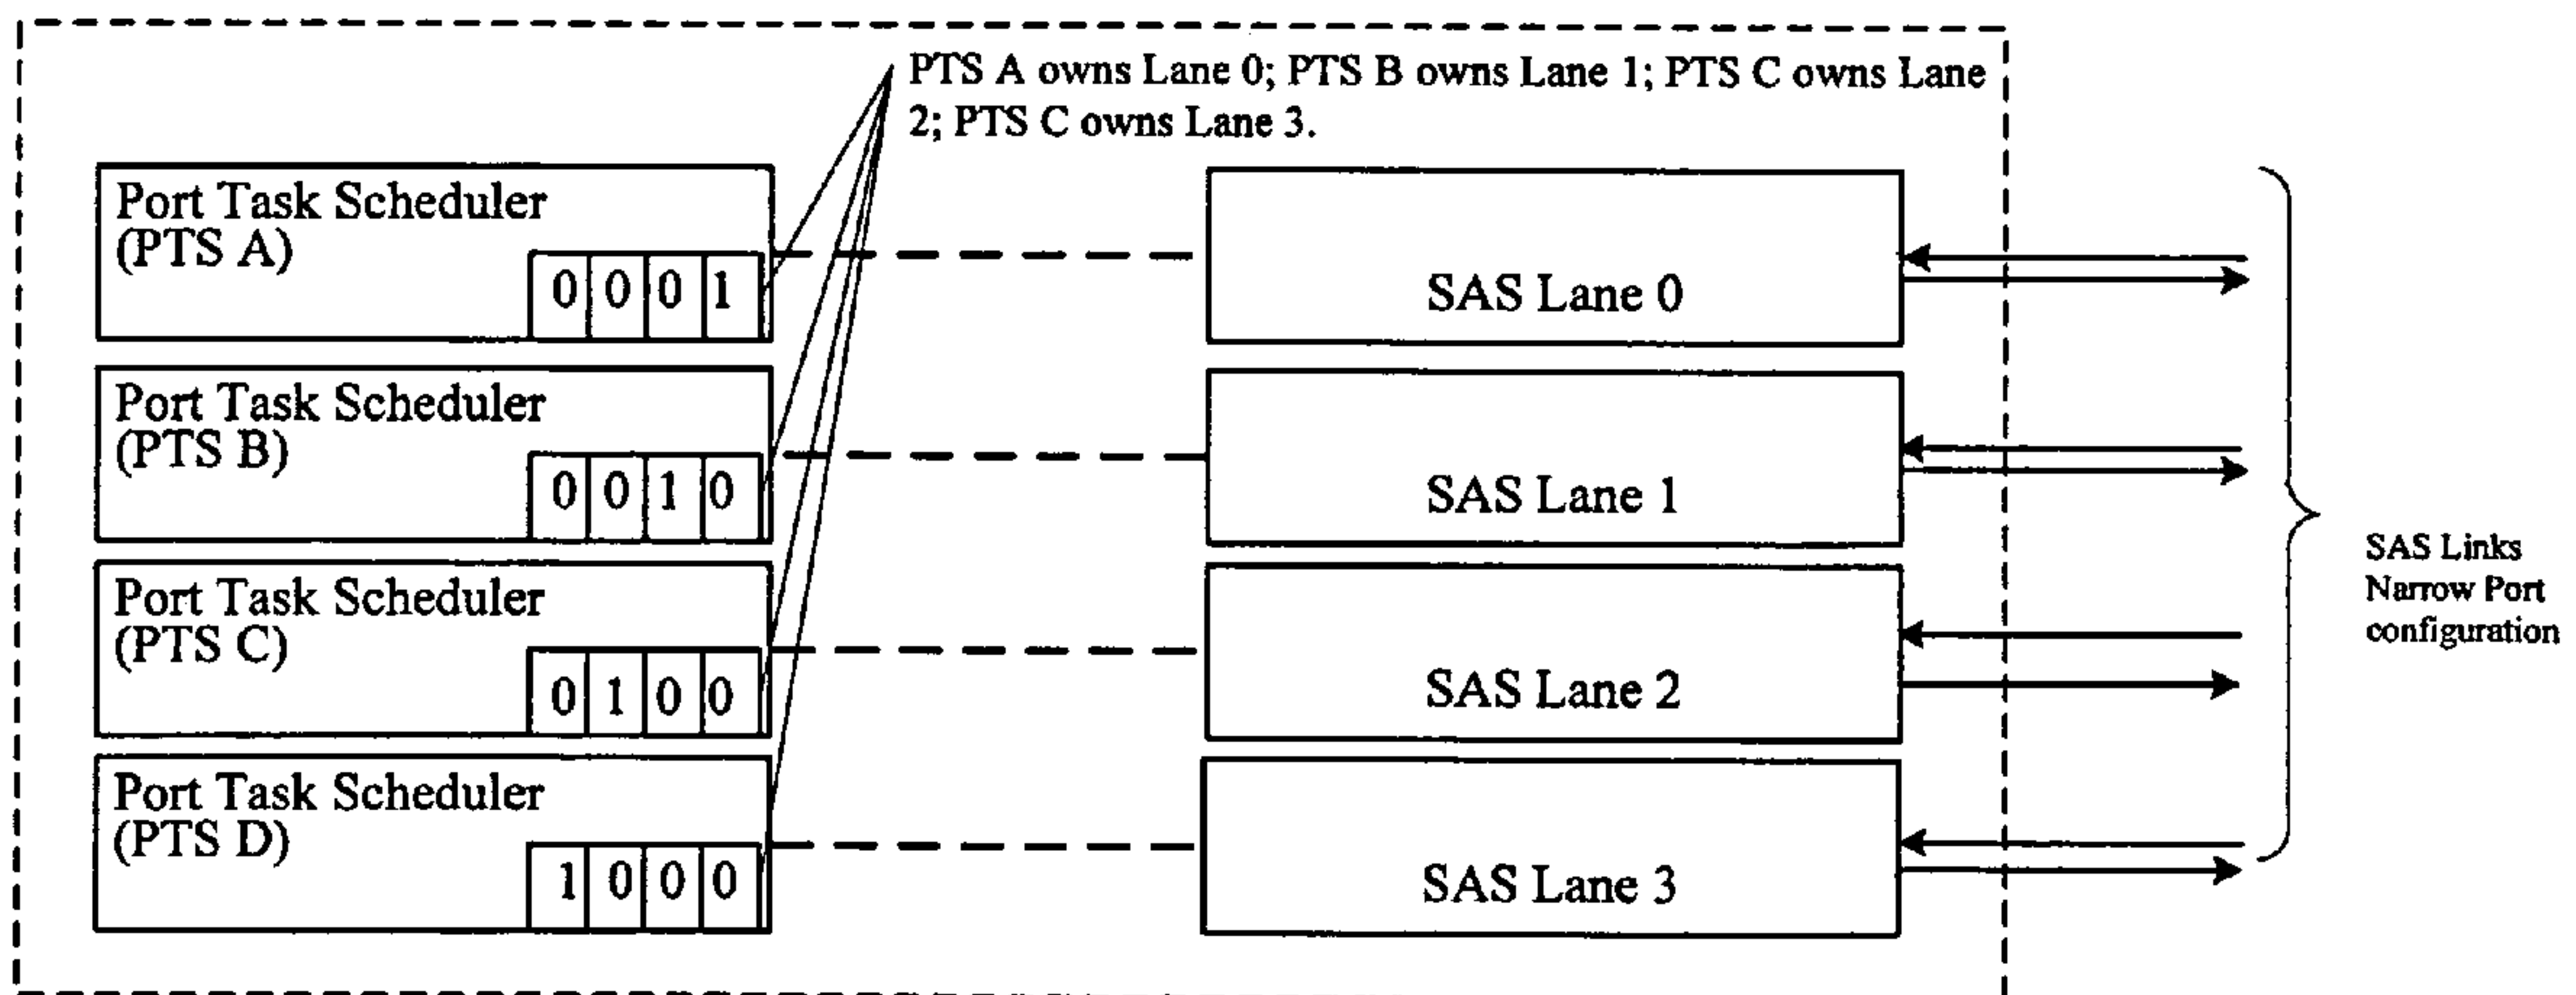 PTS A owns Lane 0; PTS B owns Lane 1; PTS C owns Lane
2; PTS C owns Lane 3.
Port Task Scheduler
(PTS A)
0 0 0 1
SAS Lane 0
Port Task Scheduler
(PTS B)
0 0 1 0
SAS Lane 1
Port Task Scheduler
(PTS C)
0 1 0 0
SAS Lane 2
Port Task Scheduler
(PTS D)
1 0 0 0
SAS Lane 3
SAS Links
Narrow Port
configuration